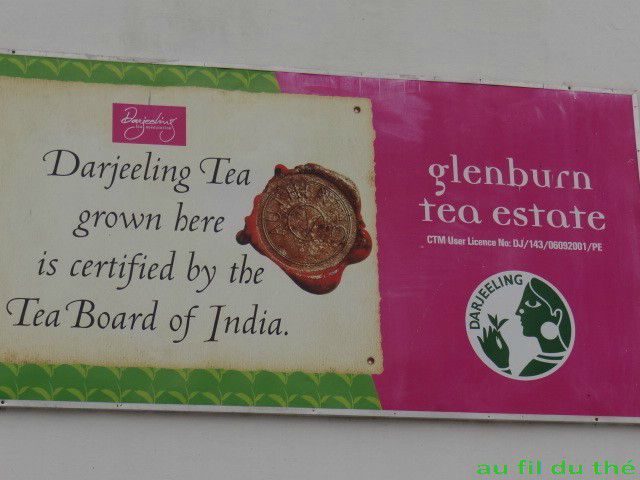 Darjeeling
Darjeeling Tea
grown here
is certified by the
Tea Board of India.
glenburn
tea estate
CTM User Licence No: DJ/143/06092001/PE
DARJEELING
au fil du thé